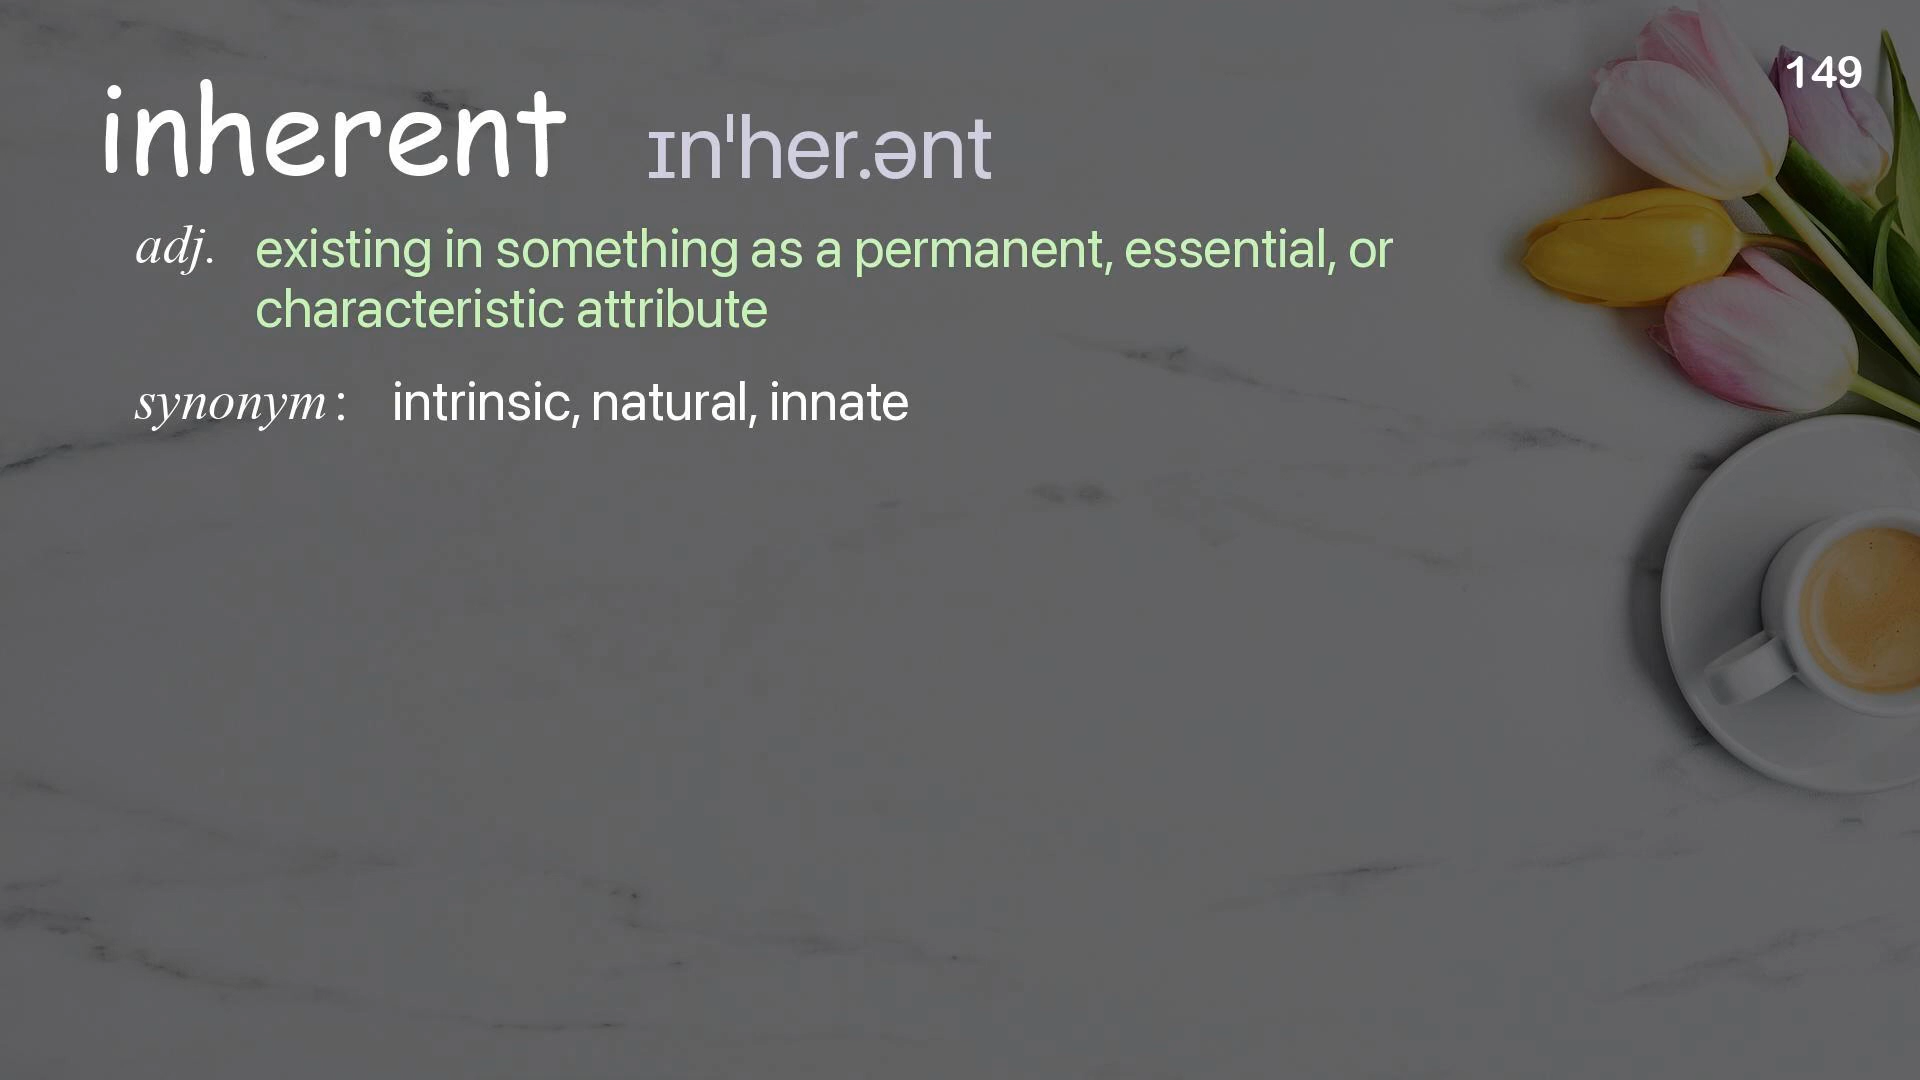 149
inherent ɪnˈher.ənt
adj. existing in something as a permanent, essential, or
characteristic attribute
synonym: intrinsic, natural, innate